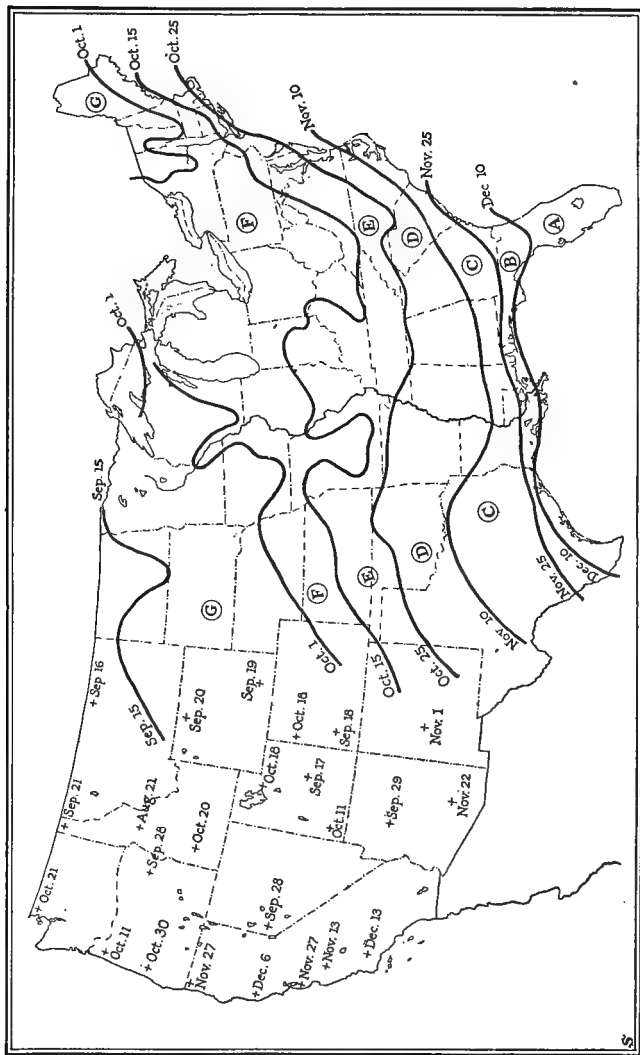 Oct. 1
Oct. 15
Oct. 25
Nov. 10
Nov. 25
Dec 10
G
F
E
D
C
B
A
Oct. 1
Sep. 15
G
F
E
D
C
Oct. 1
Oct. 15
Oct. 25
Nov 10
Nov. 25
Dec. 10
Sep. 15
Sep 16
Sep. 20
Sep. 19
Oct. 18
Sep. 18
Nov. 1
Sep. 21
Aug. 21
Sep. 28
Oct. 20
Oct. 18
Sep. 17
Oct. 11
Sep. 29
Nov. 22
Oct. 21
Oct. 11
Oct. 30
Nov. 27
Sep. 28
Dec. 6
Nov. 27
Nov. 13
Dec. 13